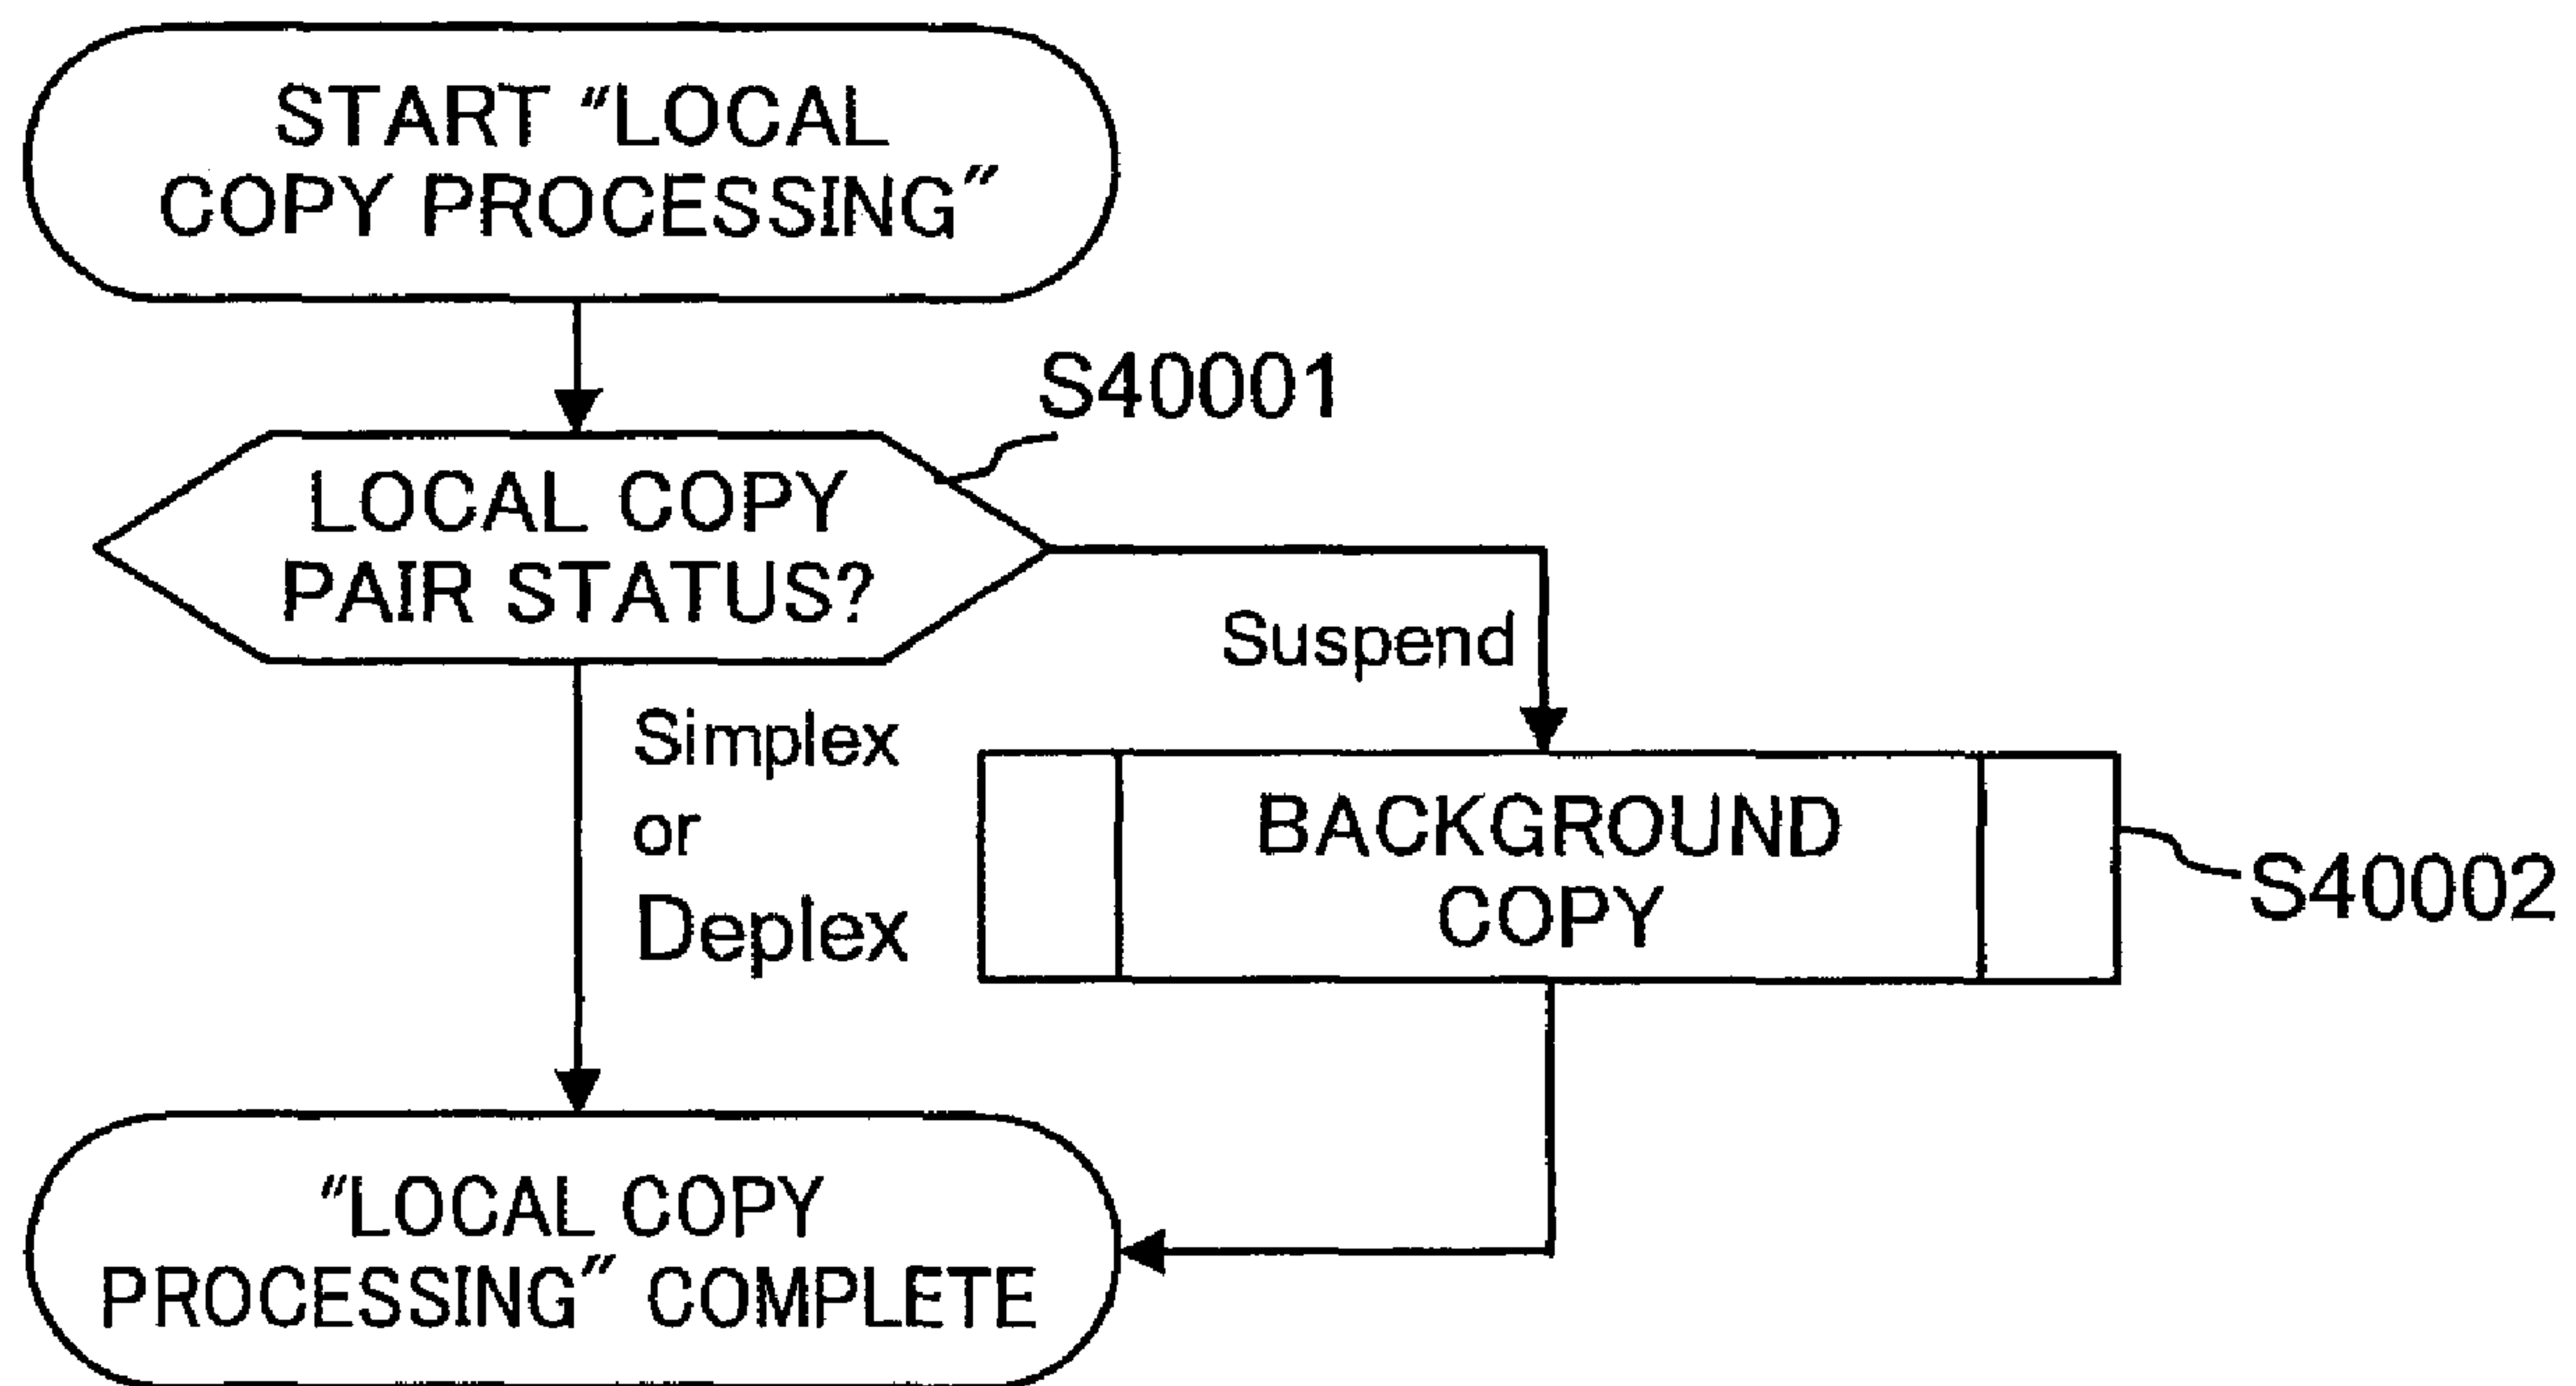 START "LOCAL
COPY PROCESSING"
S40001
LOCAL COPY
PAIR STATUS?
Suspend
Simplex
or
Deplex
BACKGROUND
COPY
S40002
"LOCAL COPY
PROCESSING" COMPLETE